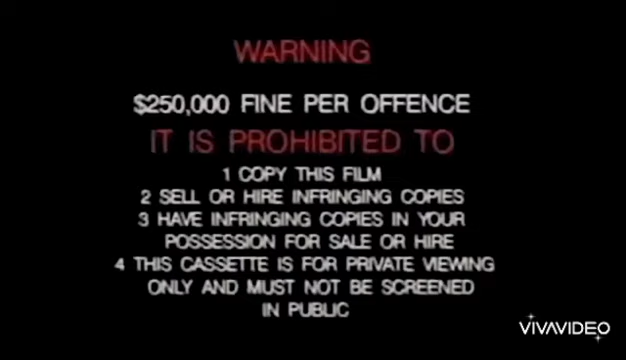 WARNING
$250,000 FINE PER OFFENCE
IT IS PROHIBITED TO
1 COPY THIS FILM
2 SELL OR HIRE INFRINGING COPIES
3 HAVE INFRINGING COPIES IN YOUR
POSSESSION FOR SALE OR HIRE
4 THIS CASSETTE IS FOR PRIVATE VIEWING
ONLY AND MUST NOT BE SCREENED
IN PUBLIC
VIVAVIDEO